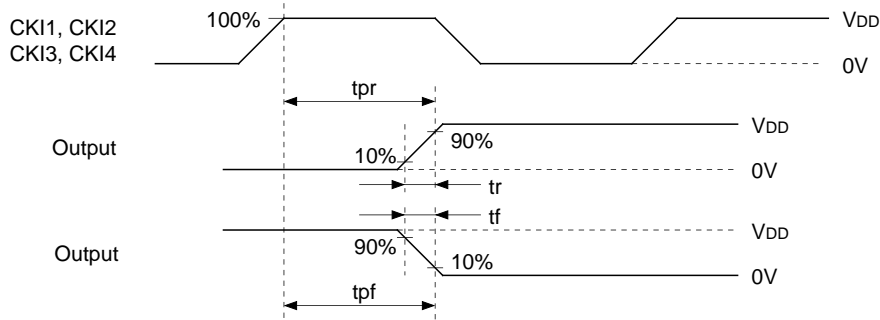 CKI1, CKI2
CKI3, CKI4
100%
VDD
0V
tpr
Output
10%
90%
VDD
0V
tr
tf
Output
90%
10%
VDD
0V
tpf